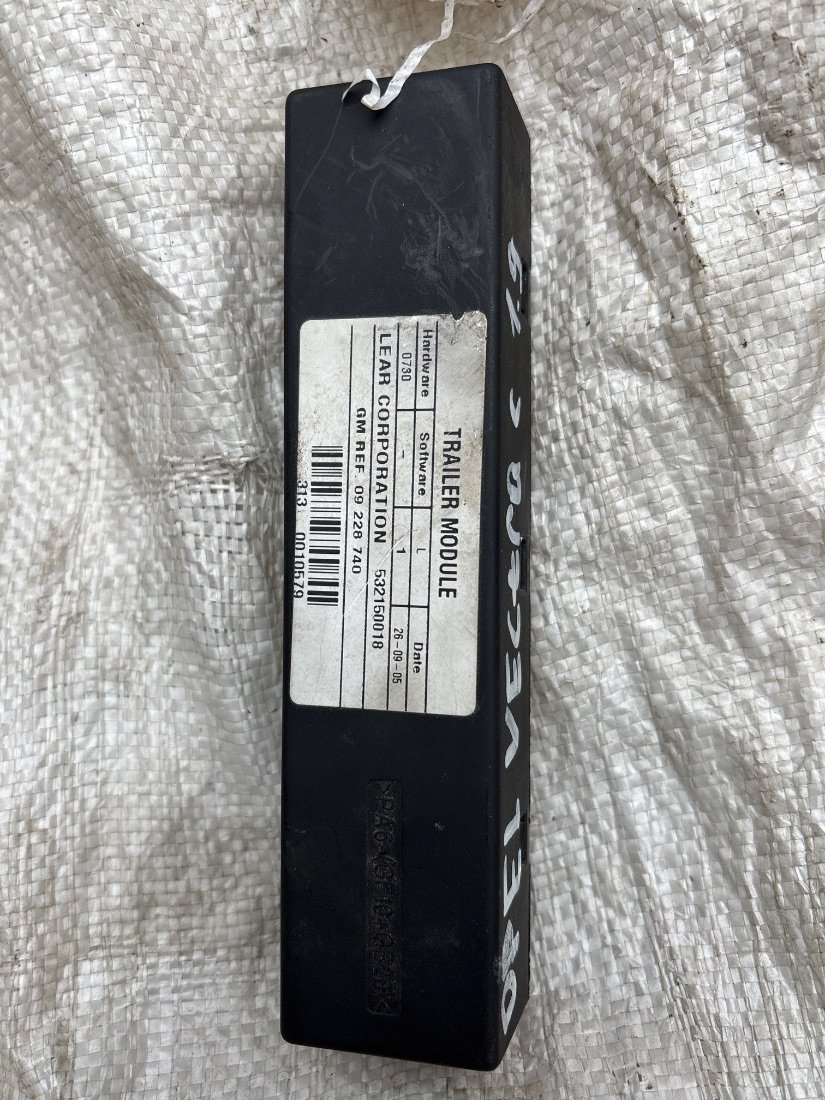 TRAILER MODULE
Hardware Software L Date
0730 – 1 26-09-05
LEAR CORPORATION 532150018
GM REF 09 228 740
313 0010579
OPEL VECTRA C 1.9